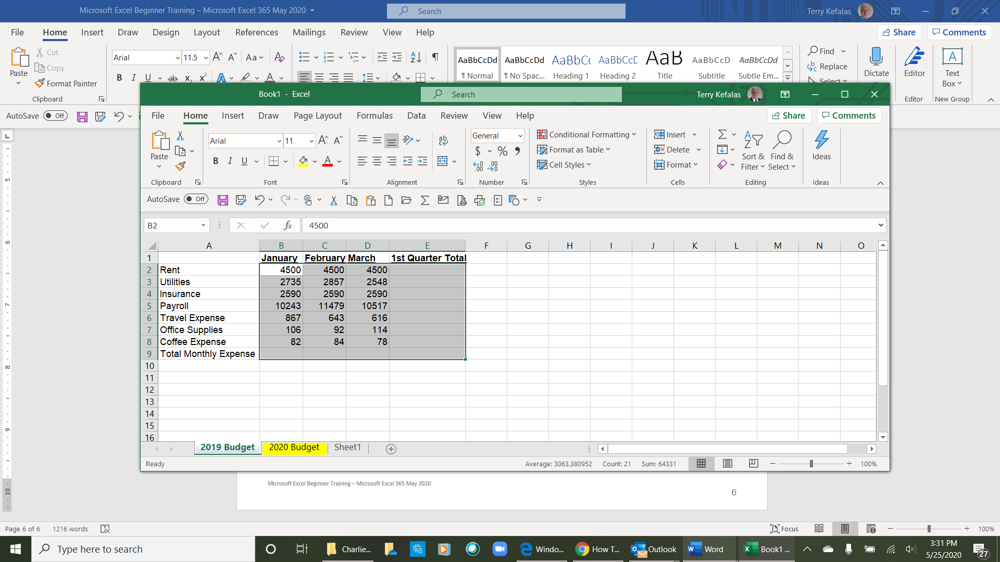 Microsoft Excel Beginner Training – Microsoft Excel 365 May 2020
Search
Terry Kefalas
File Home Insert Draw Design Layout References Mailings Review View Help
Share Comments
Paste
Cut
Copy
Format Painter
Clipboard
Arial 11.5
AaBbCcDd AaBbCcDd AaBbCc AaBbCcE AaB AaBbCcD AaBbCcDd
¶ Normal ¶ No Spac... Heading 1 Heading 2 Title Subtitle Subtle Em...
Find
Replace
Select
Dictate
Editor
Text Box
Editor
New Group
AutoSave Off
Book1 - Excel
Search
Terry Kefalas
File Home Insert Draw Page Layout Formulas Data Review View Help
Share Comments
Paste
Arial 11
B I U
General
$ % ,
Conditional Formatting
Format as Table
Cell Styles
Insert
Delete
Format
Sort & Filter
Find & Select
Ideas
Clipboard Font Alignment Number Styles Cells Editing Ideas
AutoSave Off
B2 fx 4500
A B C D E F G H I J K L M N O
1 January February March 1st Quarter Total
2 Rent 4500 4500 4500
3 Utilities 2735 2857 2548
4 Insurance 2590 2590 2590
5 Payroll 10243 11479 10517
6 Travel Expense 867 643 616
7 Office Supplies 106 92 114
8 Coffee Expense 82 84 78
9 Total Monthly Expense
10
11
12
13
14
15
16
2019 Budget 2020 Budget Sheet1
Ready Average: 3063.380952 Count: 21 Sum: 64331 100%
Microsoft Excel Beginner Training – Microsoft Excel 365 May 2020
6
Page 6 of 6 1216 words Focus 100%
Type here to search
Charlie... Windo... How T... Outlook Word Book1 ...
3:31 PM
5/25/2020
27